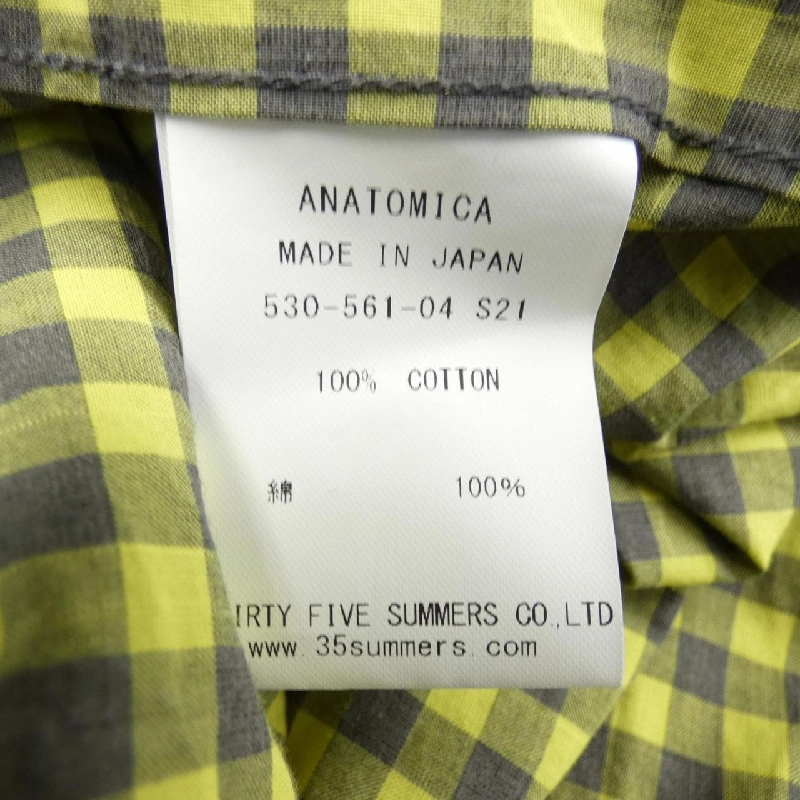 ANATOMICA
MADE IN JAPAN
530-561-04 S21
100% COTTON
綿 100%
IRTY FIVE SUMMERS CO.,LTD
www.35summers.com